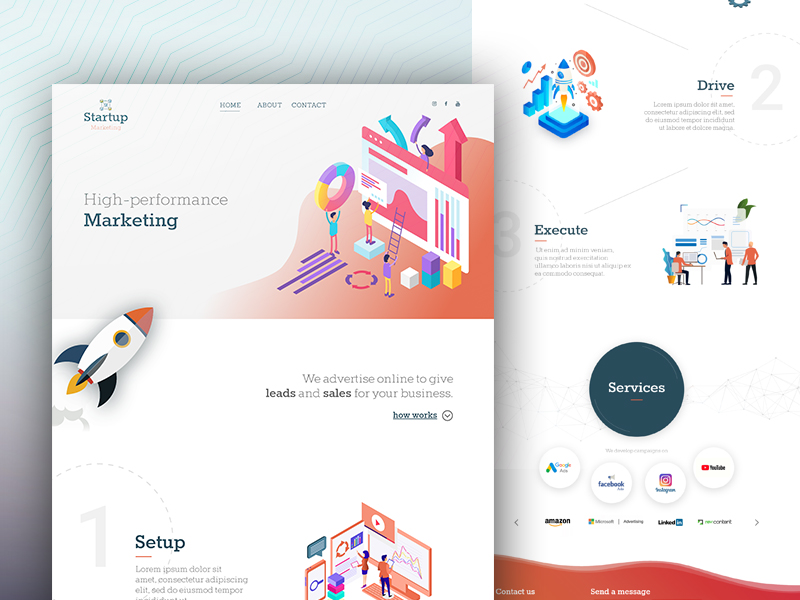 Startup
Marketing
HOME
ABOUT
CONTACT
High-performance
Marketing
We advertise online to give
leads and sales for your business.
how works
1
Setup
Lorem ipsum dolor sit
amet, consectetur adipiscing
elit, sed do eiusmod tempor
2
Drive
Lorem ipsum dolor sit amet,
consectetur adipiscing elit, sed
do eiusmod tempor incididunt
ut labore et dolore magna.
3
Execute
Ut enim ad minim veniam,
quis nostrud exercitation
ullamco laboris nisi ut aliquip ex
ea commodo consequat.
Services
We develop campaigns on:
Google
Ads
facebook
Ads
Instagram
YouTube
amazon
Microsoft | Advertising
Linked in
revcontent
Contact us
Send a message